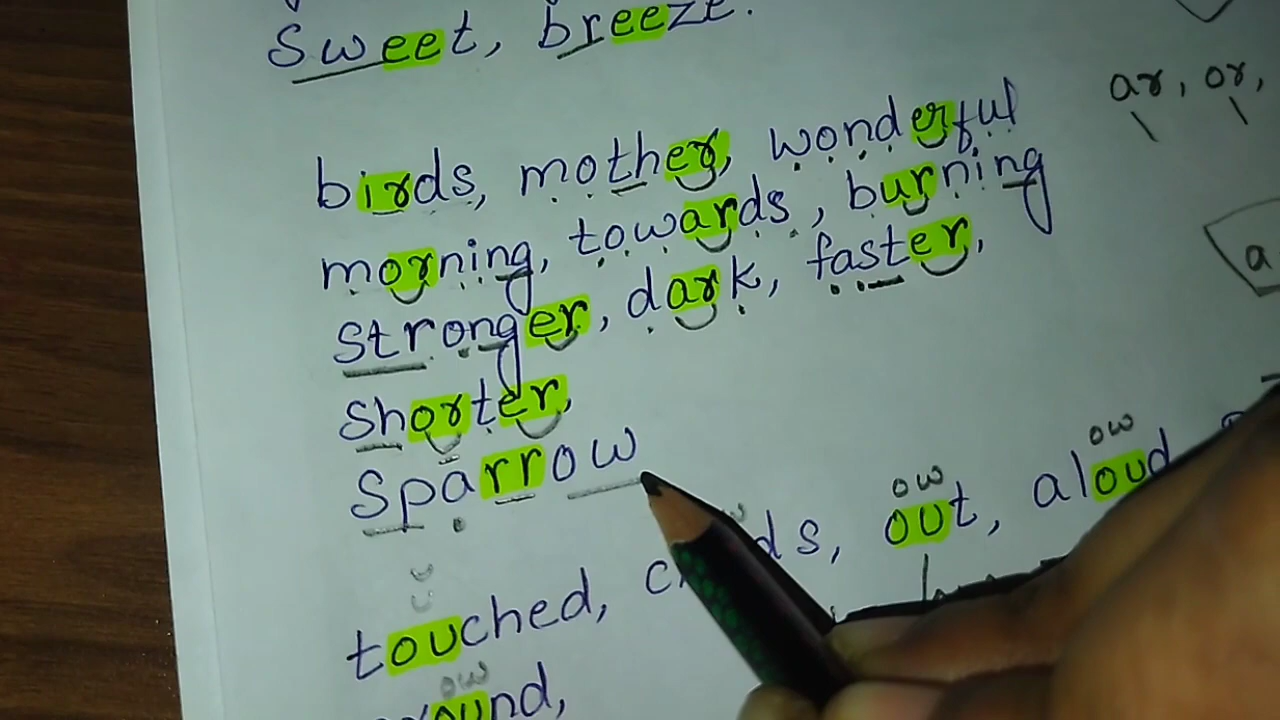 Sweet, breeze.
ar, or,
birds, mother, wonderful
morning, towards, burning
stronger, dark, faster,
shorter,
a
Sparrow
ow ow
touched, out, aloud
ow